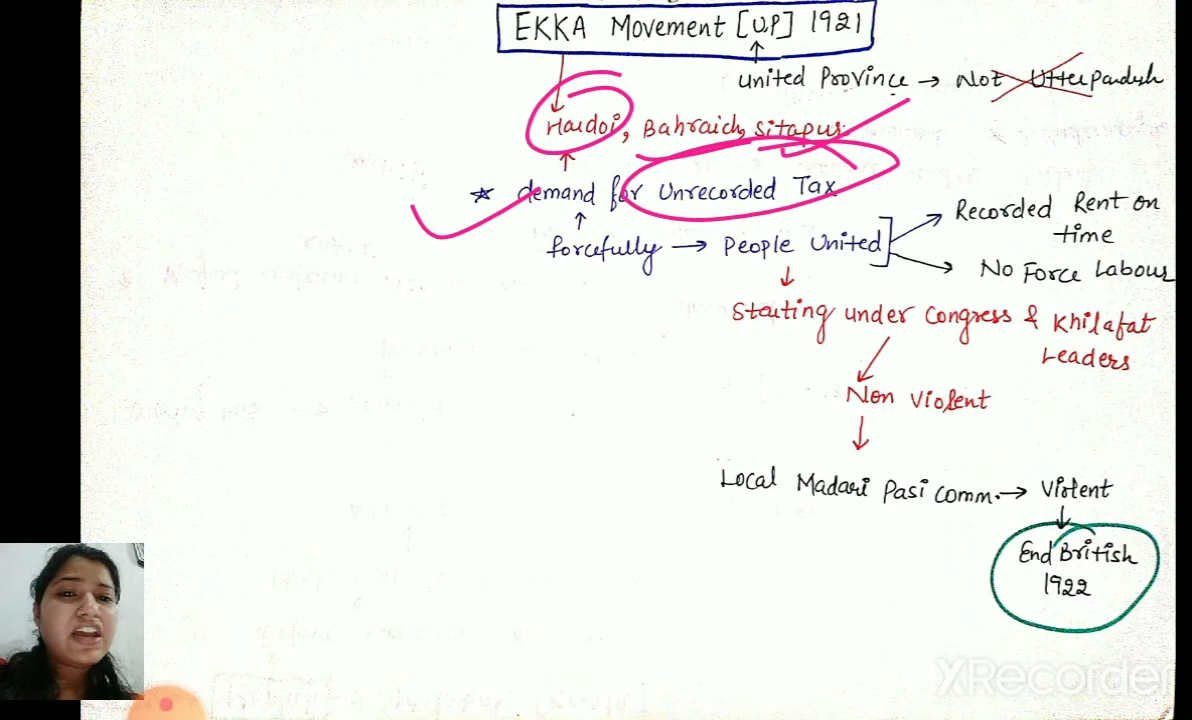 EKKA Movement [U.P] 1921
United Province → Not Utterpardesh
Hardoi, Bahraich, Sitapur
* demand for Unrecorded Tax
forcefully → People United
Recorded Rent on
time
No Force Labour
Starting under Congress & Khilafat
Leaders
Non Violent
Local Madari Pasi comm. → Violent
End British
1922
XRecorder